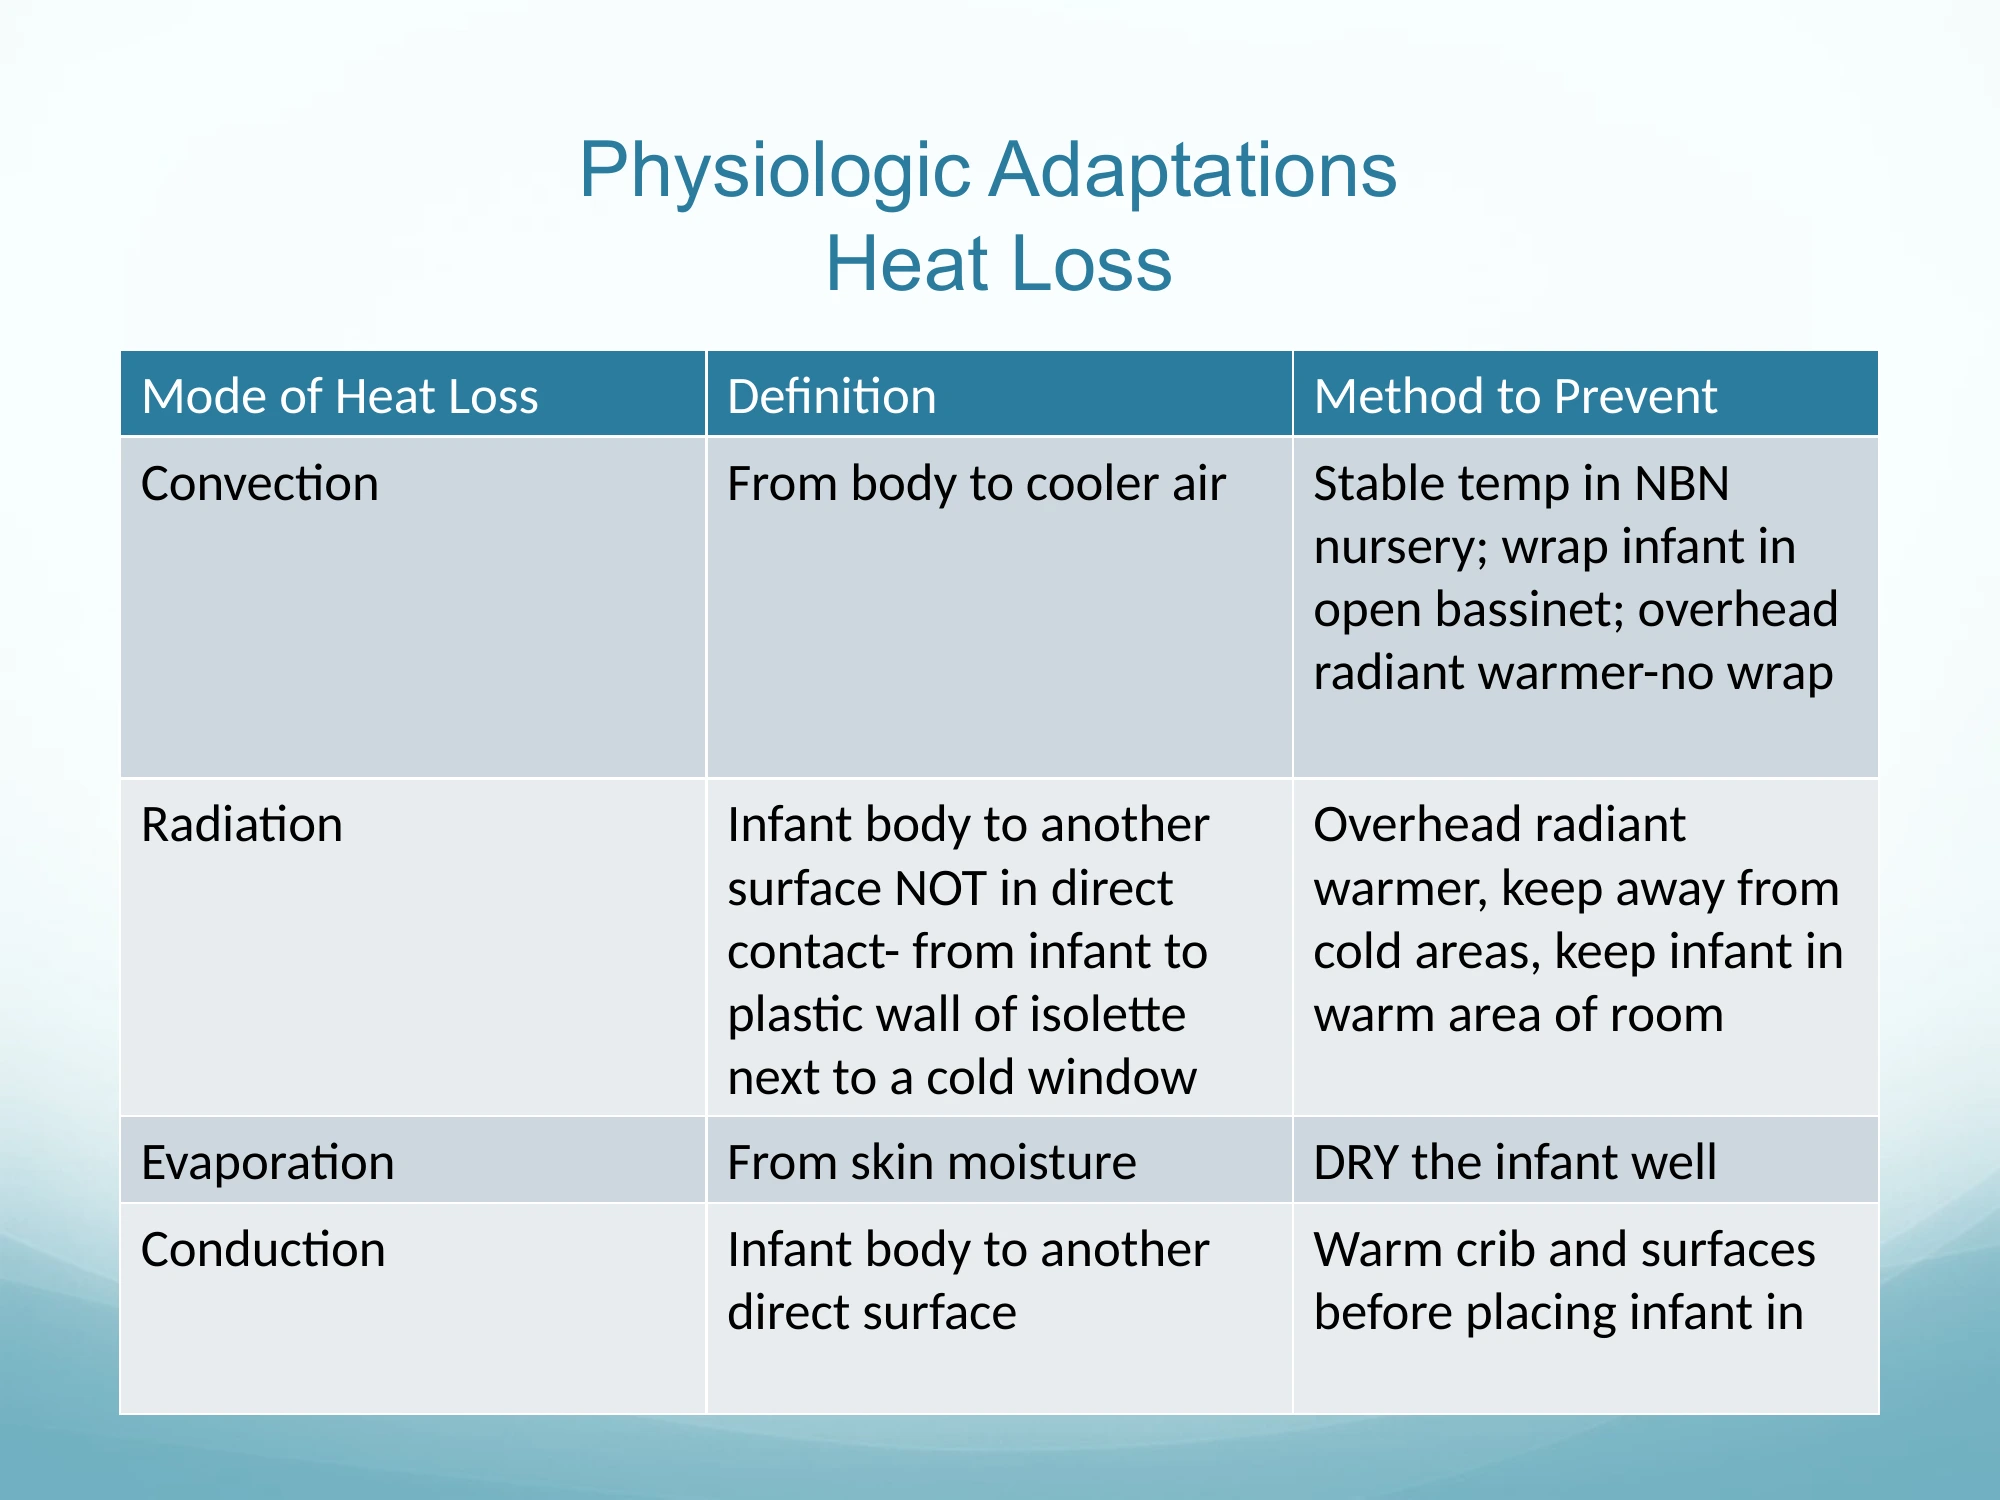 Physiologic Adaptations
Heat Loss
Mode of Heat Loss
Definition
Method to Prevent
Convection
From body to cooler air
Stable temp in NBN
nursery; wrap infant in
open bassinet; overhead
radiant warmer-no wrap
Radiation
Infant body to another
surface NOT in direct
contact- from infant to
plastic wall of isolette
next to a cold window
Overhead radiant
warmer, keep away from
cold areas, keep infant in
warm area of room
Evaporation
From skin moisture
DRY the infant well
Conduction
Infant body to another
direct surface
Warm crib and surfaces
before placing infant in